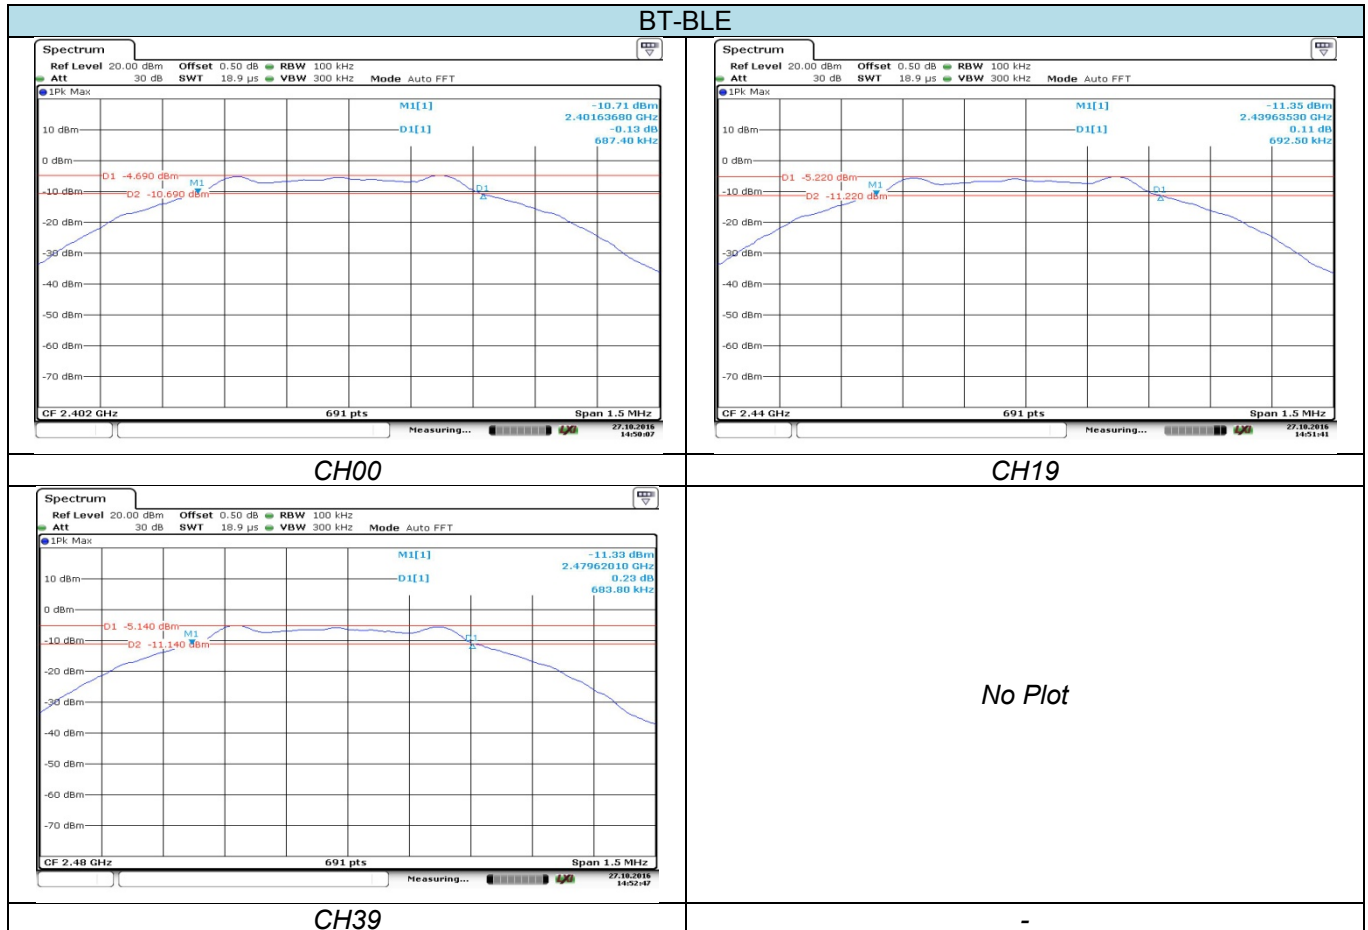 BT-BLE
Spectrum
Ref Level 20.00 dBm Offset 0.50 dB RBW 100 kHz
Att 30 dB SWT 18.9 µs VBW 300 kHz Mode Auto FFT
1Pk Max
M1[1] -10.71 dBm
2.40163680 GHz
D1[1] -0.13 dB
687.40 kHz
10 dBm
0 dBm
D1 -4.690 dBm
M1
-10 dBm
D2 -10.690 dBm
D1
-20 dBm
-30 dBm
-40 dBm
-50 dBm
-60 dBm
-70 dBm
CF 2.402 GHz 691 pts Span 1.5 MHz
Measuring... 27.10.2016
14:50:07
CH00
Spectrum
Ref Level 20.00 dBm Offset 0.50 dB RBW 100 kHz
Att 30 dB SWT 18.9 µs VBW 300 kHz Mode Auto FFT
1Pk Max
M1[1] -11.35 dBm
2.43963530 GHz
D1[1] 0.11 dB
692.50 kHz
10 dBm
0 dBm
D1 -5.220 dBm
M1
-10 dBm
D2 -11.220 dBm
D1
-20 dBm
-30 dBm
-40 dBm
-50 dBm
-60 dBm
-70 dBm
CF 2.44 GHz 691 pts Span 1.5 MHz
Measuring... 27.10.2016
14:51:41
CH19
Spectrum
Ref Level 20.00 dBm Offset 0.50 dB RBW 100 kHz
Att 30 dB SWT 18.9 µs VBW 300 kHz Mode Auto FFT
1Pk Max
M1[1] -11.33 dBm
2.47962010 GHz
D1[1] 0.23 dB
683.80 kHz
10 dBm
0 dBm
D1 -5.140 dBm
M1
-10 dBm
D2 -11.140 dBm
D1
-20 dBm
-30 dBm
-40 dBm
-50 dBm
-60 dBm
-70 dBm
CF 2.48 GHz 691 pts Span 1.5 MHz
Measuring... 27.10.2016
14:52:47
CH39
No Plot
-